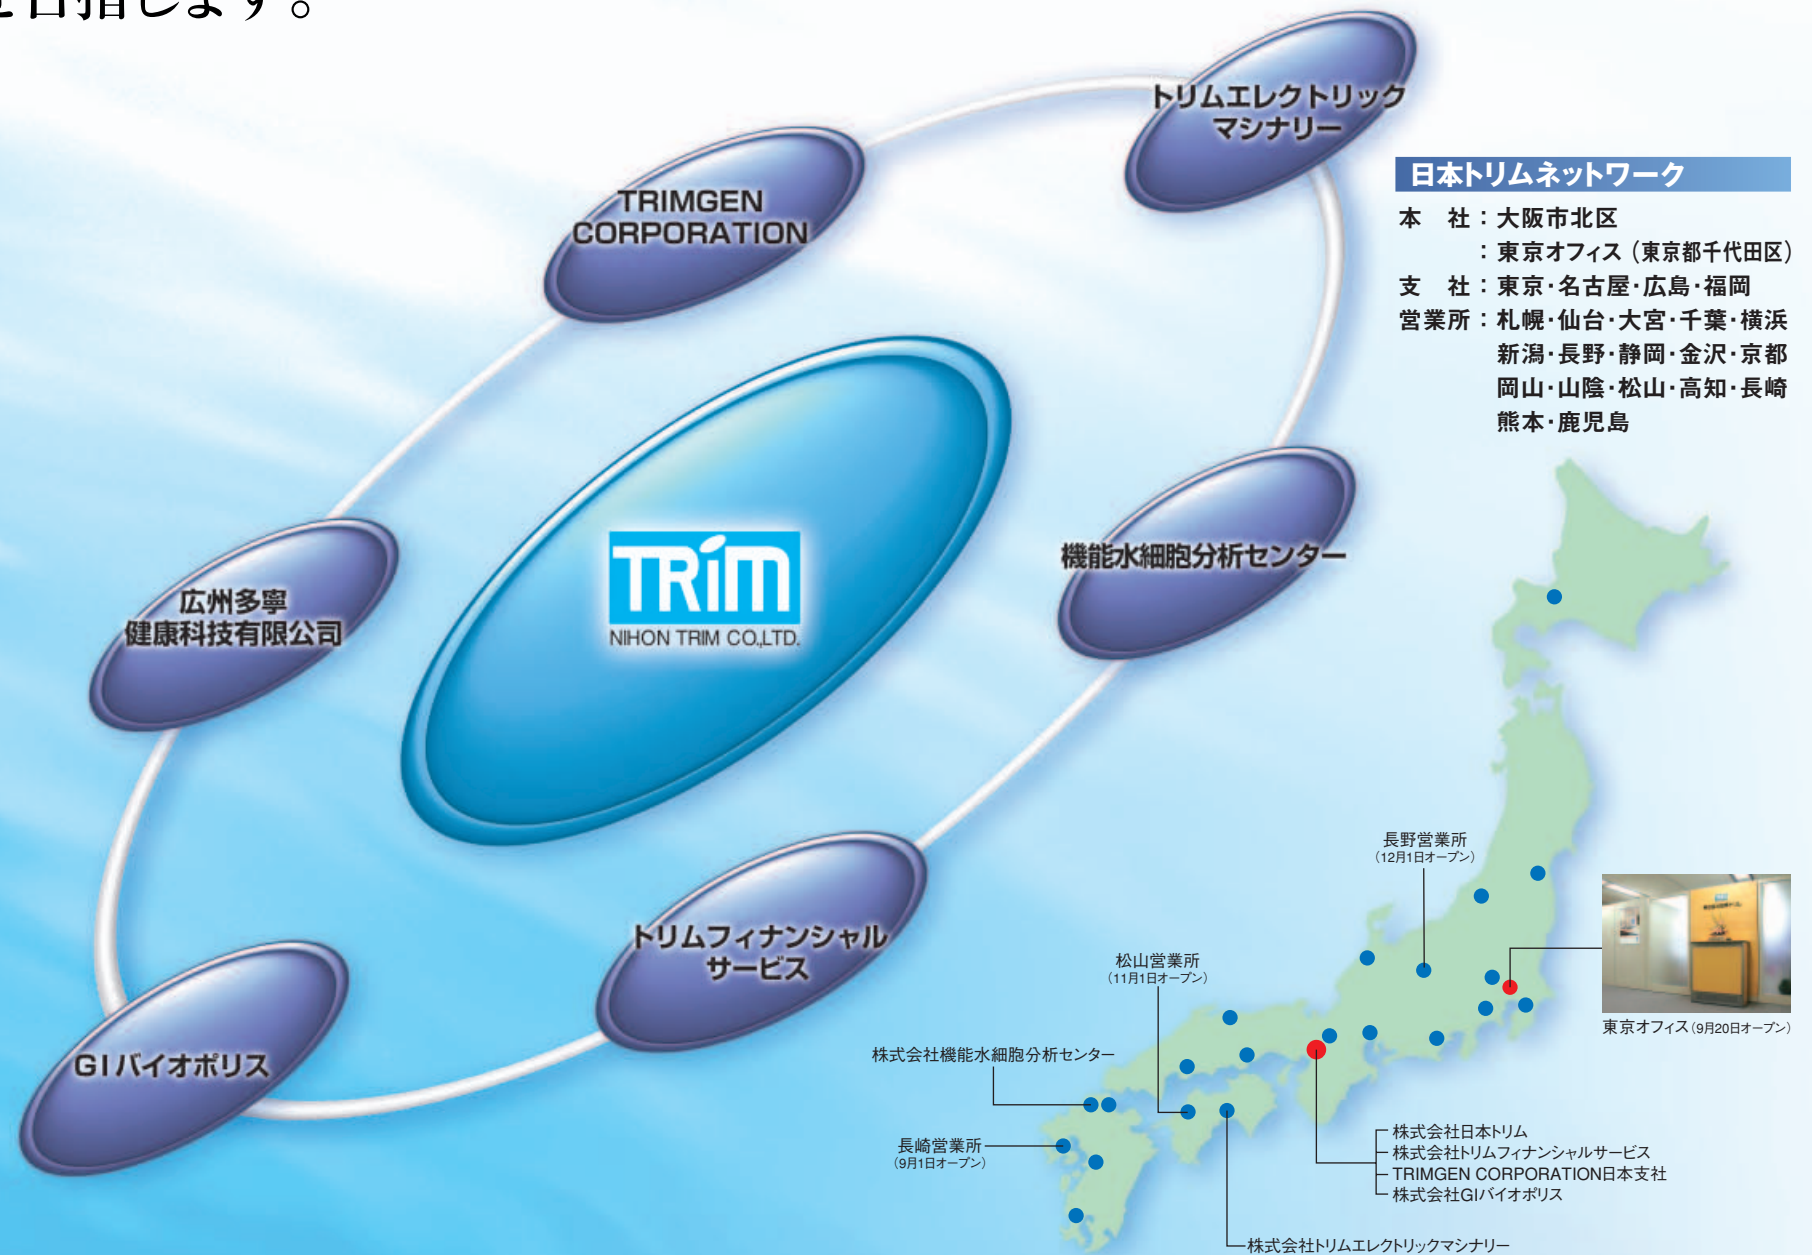 を目指します。
トリムエレクトリック
マシナリー
TRIMGEN
CORPORATION
日本トリムネットワーク
本　社：大阪市北区
：東京オフィス（東京都千代田区）
支　社：東京・名古屋・広島・福岡
営業所：札幌・仙台・大宮・千葉・横浜
新潟・長野・静岡・金沢・京都
岡山・山陰・松山・高知・長崎
熊本・鹿児島
機能水細胞分析センター
TRIM
NIHON TRIM CO.,LTD.
広州多寧
健康科技有限公司
トリムフィナンシャル
サービス
GIバイオポリス
長野営業所
（12月1日オープン）
松山営業所
（11月1日オープン）
東京オフィス（9月20日オープン）
株式会社機能水細胞分析センター
長崎営業所
（9月1日オープン）
株式会社日本トリム
株式会社トリムフィナンシャルサービス
TRIMGEN CORPORATION日本支社
株式会社GIバイオポリス
株式会社トリムエレクトリックマシナリー